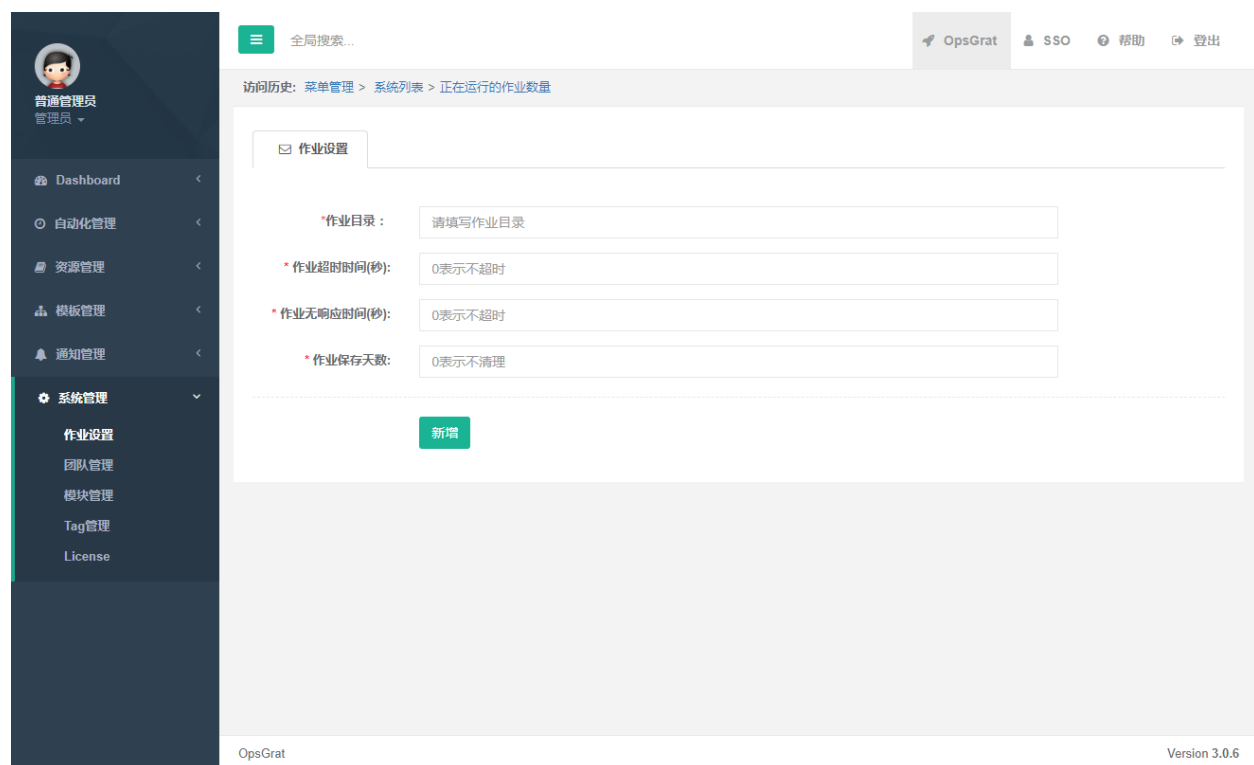 全局搜索...
OpsGrat
SSO
帮助
登出
普通管理员
管理员
访问历史: 菜单管理 > 系统列表 > 正在运行的作业数量
作业设置
Dashboard
自动化管理
资源管理
模板管理
通知管理
系统管理
作业设置
团队管理
模块管理
Tag管理
License
*作业目录：
请填写作业目录
* 作业超时时间(秒):
0表示不超时
* 作业无响应时间(秒):
0表示不超时
* 作业保存天数:
0表示不清理
新增
OpsGrat
Version 3.0.6